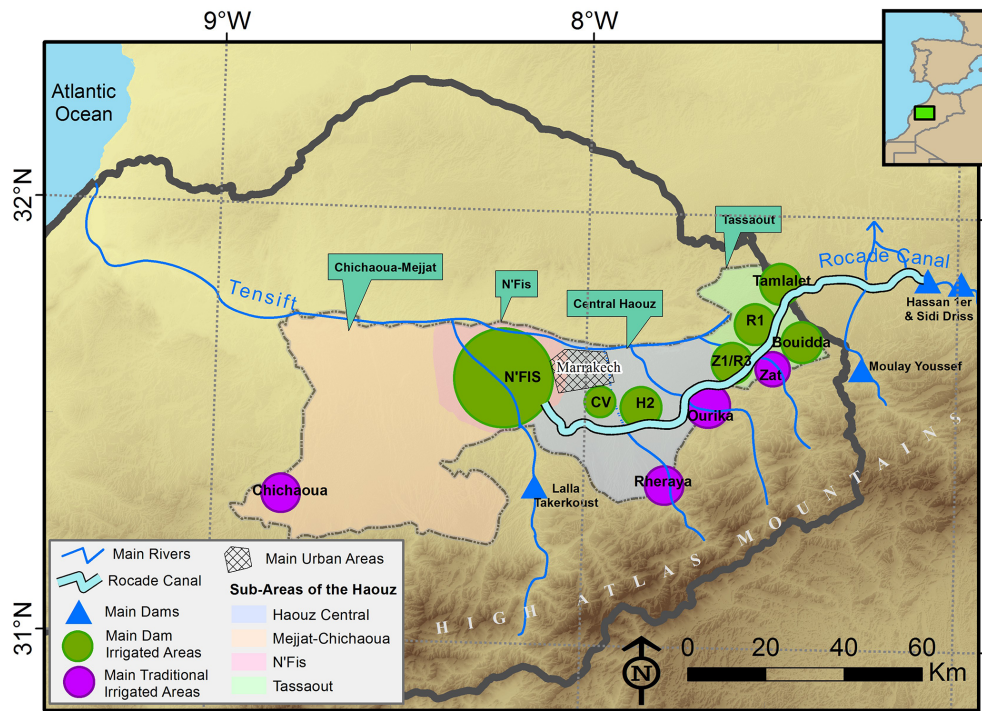 9°W
8°W
Atlantic
Ocean
32°N
Tassaout
Rocade Canal
Chichaoua-Mejjat
N'Fis
Tamlalet
Tensift
Central Haouz
Hassan 1er
& Sidi Driss
R1
Bouidda
Marrakech
Z1/R3
Moulay Youssef
N'FIS
Zat
CV
H2
Ourika
Chichaoua
Lalla
Takerkoust
Rheraya
HIGH ATLAS MOUNTAINS
Main Rivers
Rocade Canal
Main Dams
Main Dam
Irrigated Areas
Main Traditional
Irrigated Areas
Main Urban Areas
Sub-Areas of the Haouz
Haouz Central
Mejjat-Chichaoua
N'Fis
Tassaout
31°N
N
0 20 40 60
Km